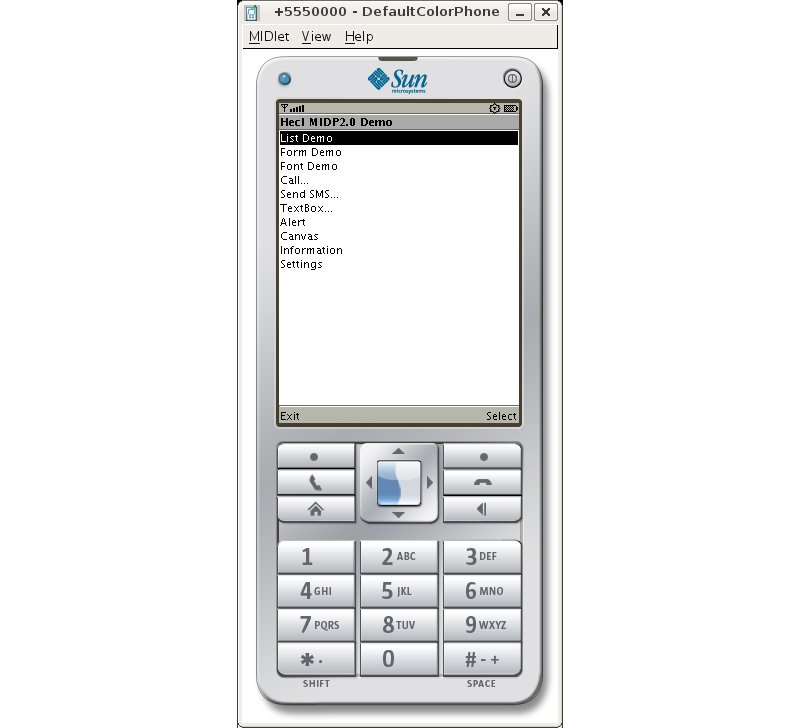 +5550000 - DefaultColorPhone
MIDlet View Help
Sun
microsystems
Hecl MIDP2.0 Demo
List Demo
Form Demo
Font Demo
Call...
Send SMS...
TextBox...
Alert
Canvas
Information
Settings
Exit Select
1 2 ABC 3 DEF
4 GHI 5 JKL 6 MNO
7 PQRS 8 TUV 9 WXYZ
* . 0 # - +
SHIFT SPACE